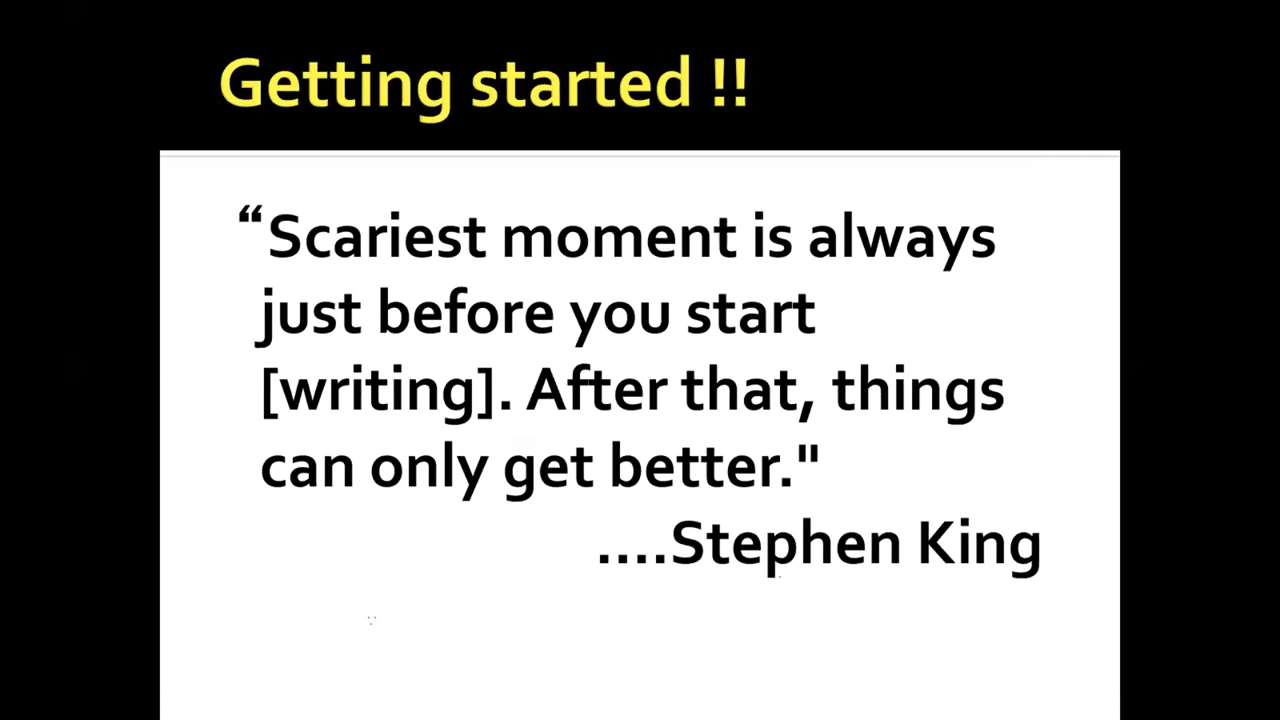 Getting started !!
“Scariest moment is always
just before you start
[writing]. After that, things
can only get better."
....Stephen King